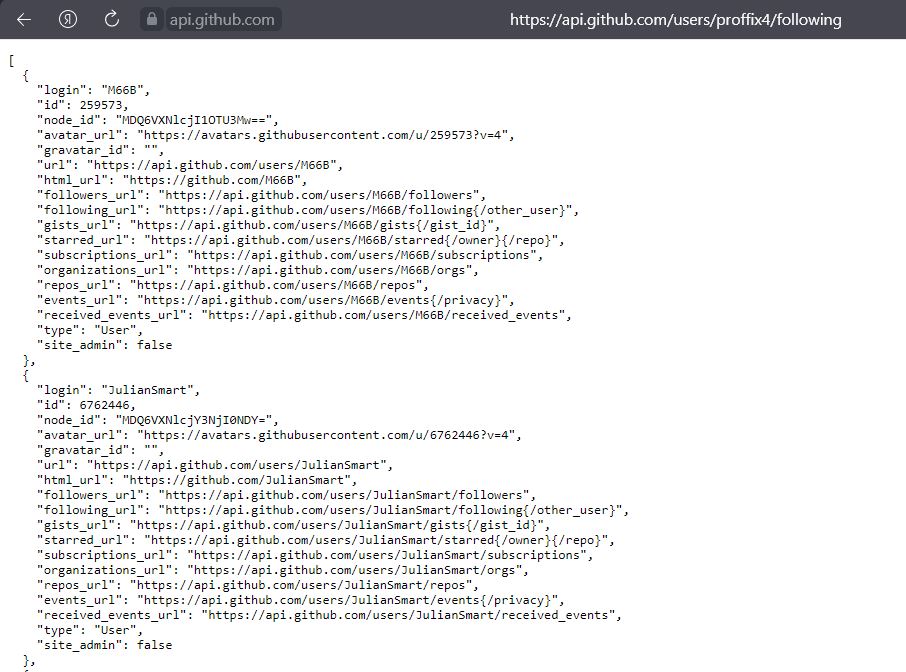 Я api.github.com https://api.github.com/users/proffix4/following
[
  {
    "login": "M66B",
    "id": 259573,
    "node_id": "MDQ6VXNlcjI1OTU3Mw==",
    "avatar_url": "https://avatars.githubusercontent.com/u/259573?v=4",
    "gravatar_id": "",
    "url": "https://api.github.com/users/M66B",
    "html_url": "https://github.com/M66B",
    "followers_url": "https://api.github.com/users/M66B/followers",
    "following_url": "https://api.github.com/users/M66B/following{/other_user}",
    "gists_url": "https://api.github.com/users/M66B/gists{/gist_id}",
    "starred_url": "https://api.github.com/users/M66B/starred{/owner}{/repo}",
    "subscriptions_url": "https://api.github.com/users/M66B/subscriptions",
    "organizations_url": "https://api.github.com/users/M66B/orgs",
    "repos_url": "https://api.github.com/users/M66B/repos",
    "events_url": "https://api.github.com/users/M66B/events{/privacy}",
    "received_events_url": "https://api.github.com/users/M66B/received_events",
    "type": "User",
    "site_admin": false
  },
  {
    "login": "JulianSmart",
    "id": 6762446,
    "node_id": "MDQ6VXNlcjY3NjI0NDY=",
    "avatar_url": "https://avatars.githubusercontent.com/u/6762446?v=4",
    "gravatar_id": "",
    "url": "https://api.github.com/users/JulianSmart",
    "html_url": "https://github.com/JulianSmart",
    "followers_url": "https://api.github.com/users/JulianSmart/followers",
    "following_url": "https://api.github.com/users/JulianSmart/following{/other_user}",
    "gists_url": "https://api.github.com/users/JulianSmart/gists{/gist_id}",
    "starred_url": "https://api.github.com/users/JulianSmart/starred{/owner}{/repo}",
    "subscriptions_url": "https://api.github.com/users/JulianSmart/subscriptions",
    "organizations_url": "https://api.github.com/users/JulianSmart/orgs",
    "repos_url": "https://api.github.com/users/JulianSmart/repos",
    "events_url": "https://api.github.com/users/JulianSmart/events{/privacy}",
    "received_events_url": "https://api.github.com/users/JulianSmart/received_events",
    "type": "User",
    "site_admin": false
  },